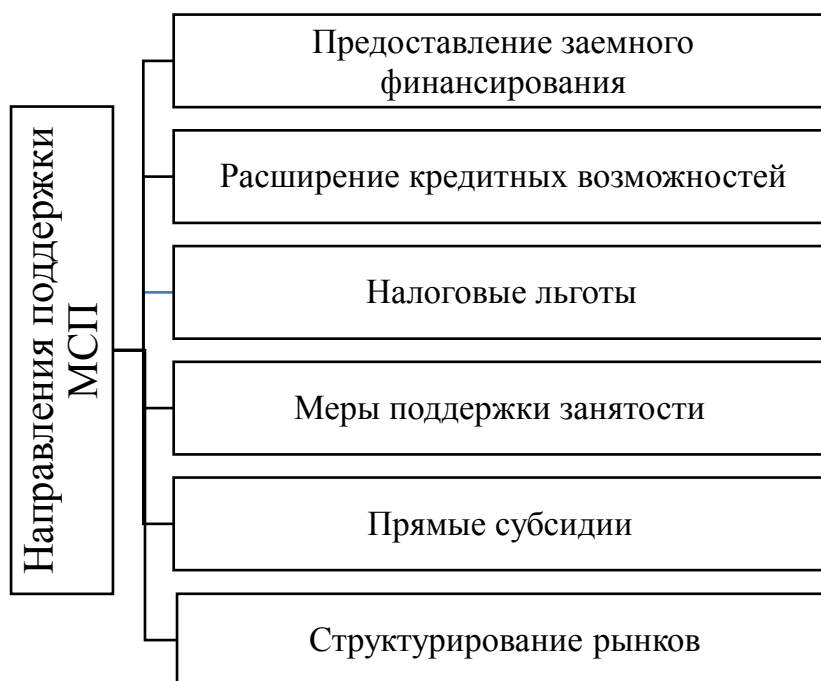 Направления поддержки
МСП
Предоставление заемного
финансирования
Расширение кредитных возможностей
Налоговые льготы
Меры поддержки занятости
Прямые субсидии
Структурирование рынков